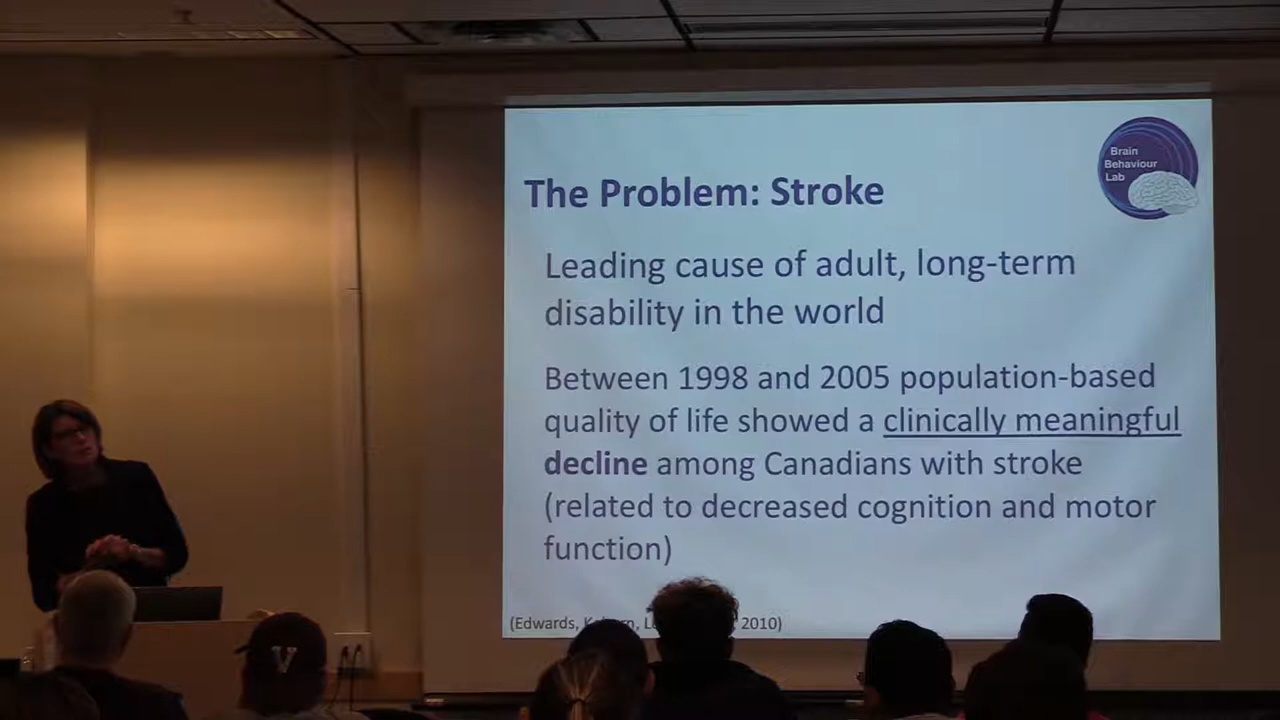 Brain
Behaviour
Lab
The Problem: Stroke
Leading cause of adult, long-term
disability in the world
Between 1998 and 2005 population-based
quality of life showed a clinically meaningful
decline among Canadians with stroke
(related to decreased cognition and motor
function)
(Edwards, 2010)
V